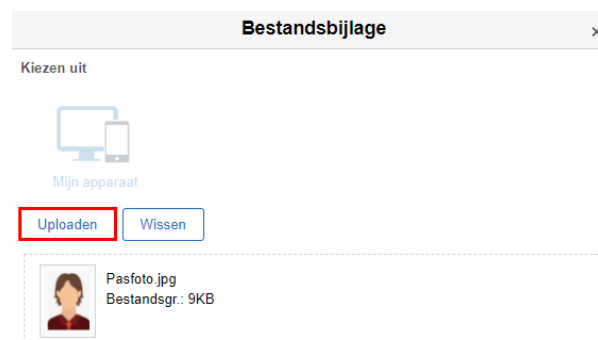 Bestandsbijlage
Kiezen uit
Mijn apparaat
Uploaden Wissen
Pasfoto.jpg
Bestandsgr.: 9KB